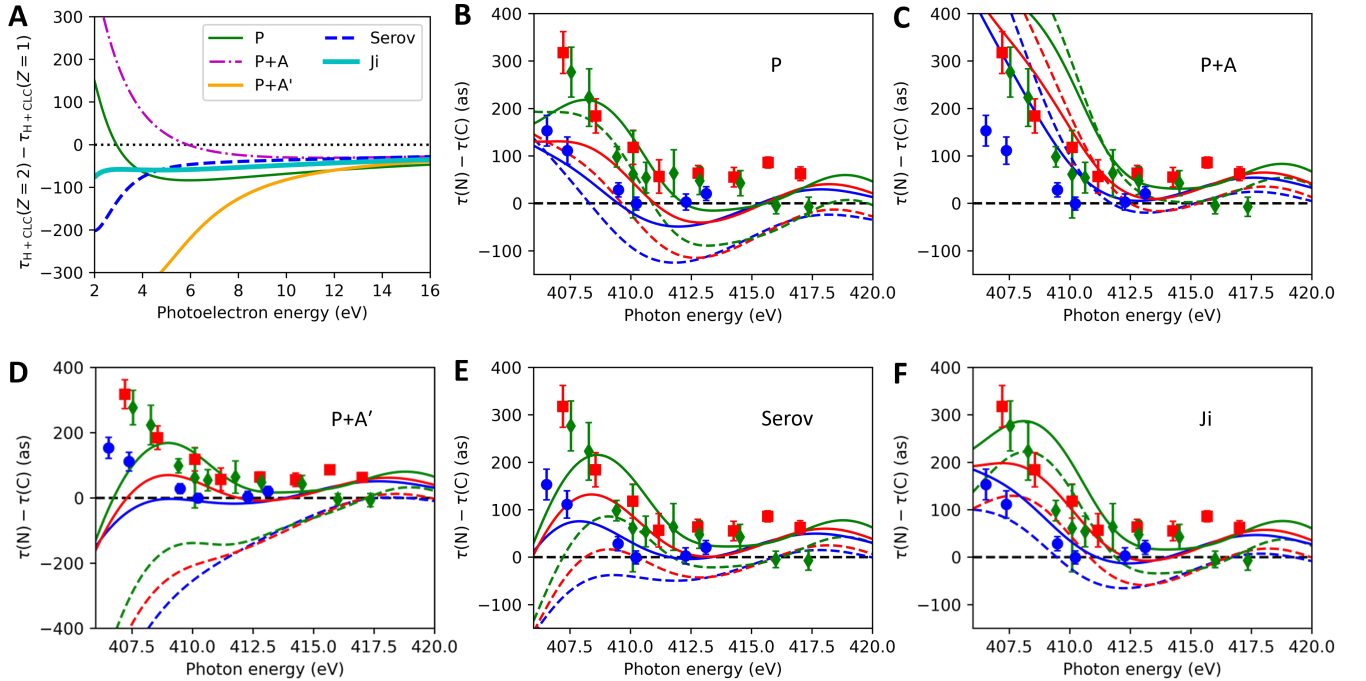 A
τH+CLC(Z = 2) − τH+CLC(Z = 1)
300
200
100
0
−100
−200
−300
2 4 6 8 10 12 14 16
Photoelectron energy (eV)
P
P+A
P+A'
Serov
Ji
B
τ(N) − τ(C) (as)
400
300
200
100
0
−100
407.5 410.0 412.5 415.0 417.5 420.0
Photon energy (eV)
P
C
τ(N) − τ(C) (as)
400
300
200
100
0
−100
407.5 410.0 412.5 415.0 417.5 420.0
Photon energy (eV)
P+A
D
τ(N) − τ(C) (as)
400
200
0
−200
−400
407.5 410.0 412.5 415.0 417.5 420.0
Photon energy (eV)
P+A′
E
τ(N) − τ(C) (as)
400
300
200
100
0
−100
407.5 410.0 412.5 415.0 417.5 420.0
Photon energy (eV)
Serov
F
τ(N) − τ(C) (as)
400
300
200
100
0
−100
407.5 410.0 412.5 415.0 417.5 420.0
Photon energy (eV)
Ji